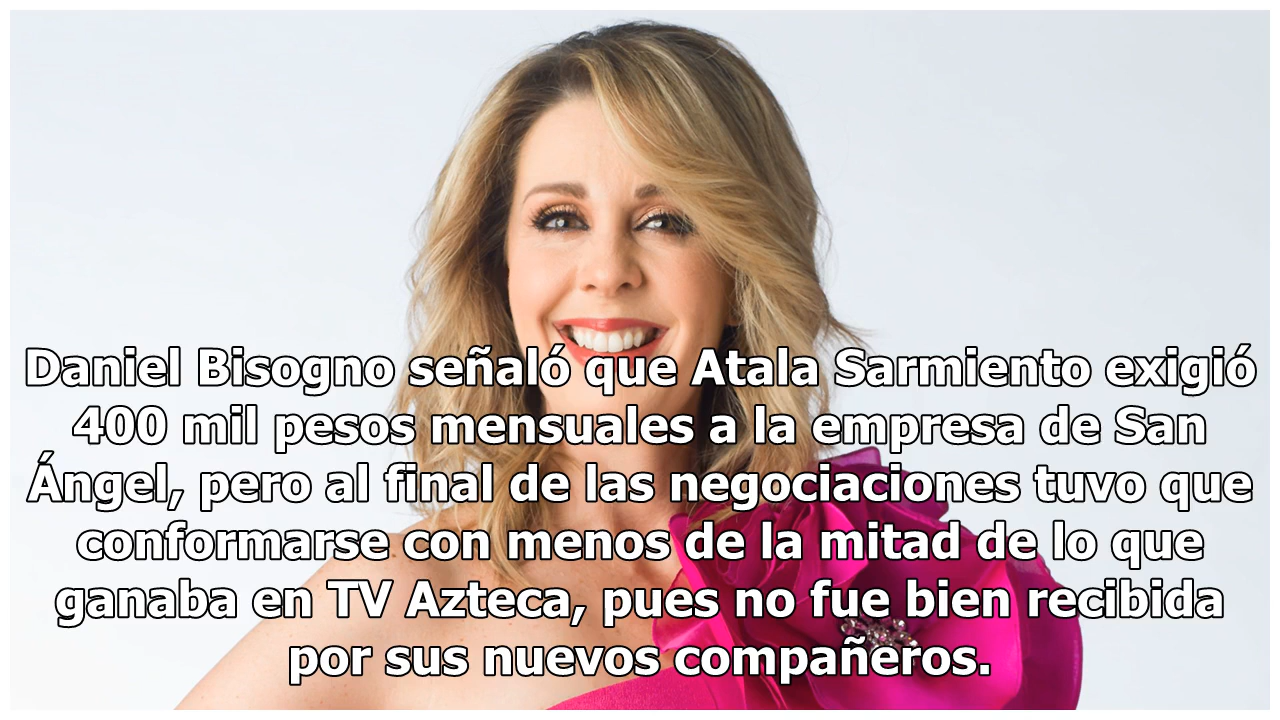 Daniel Bisogno señaló que Atala Sarmiento exigió
400 mil pesos mensuales a la empresa de San
Ángel, pero al final de las negociaciones tuvo que
conformarse con menos de la mitad de lo que
ganaba en TV Azteca, pues no fue bien recibida
por sus nuevos compañeros.